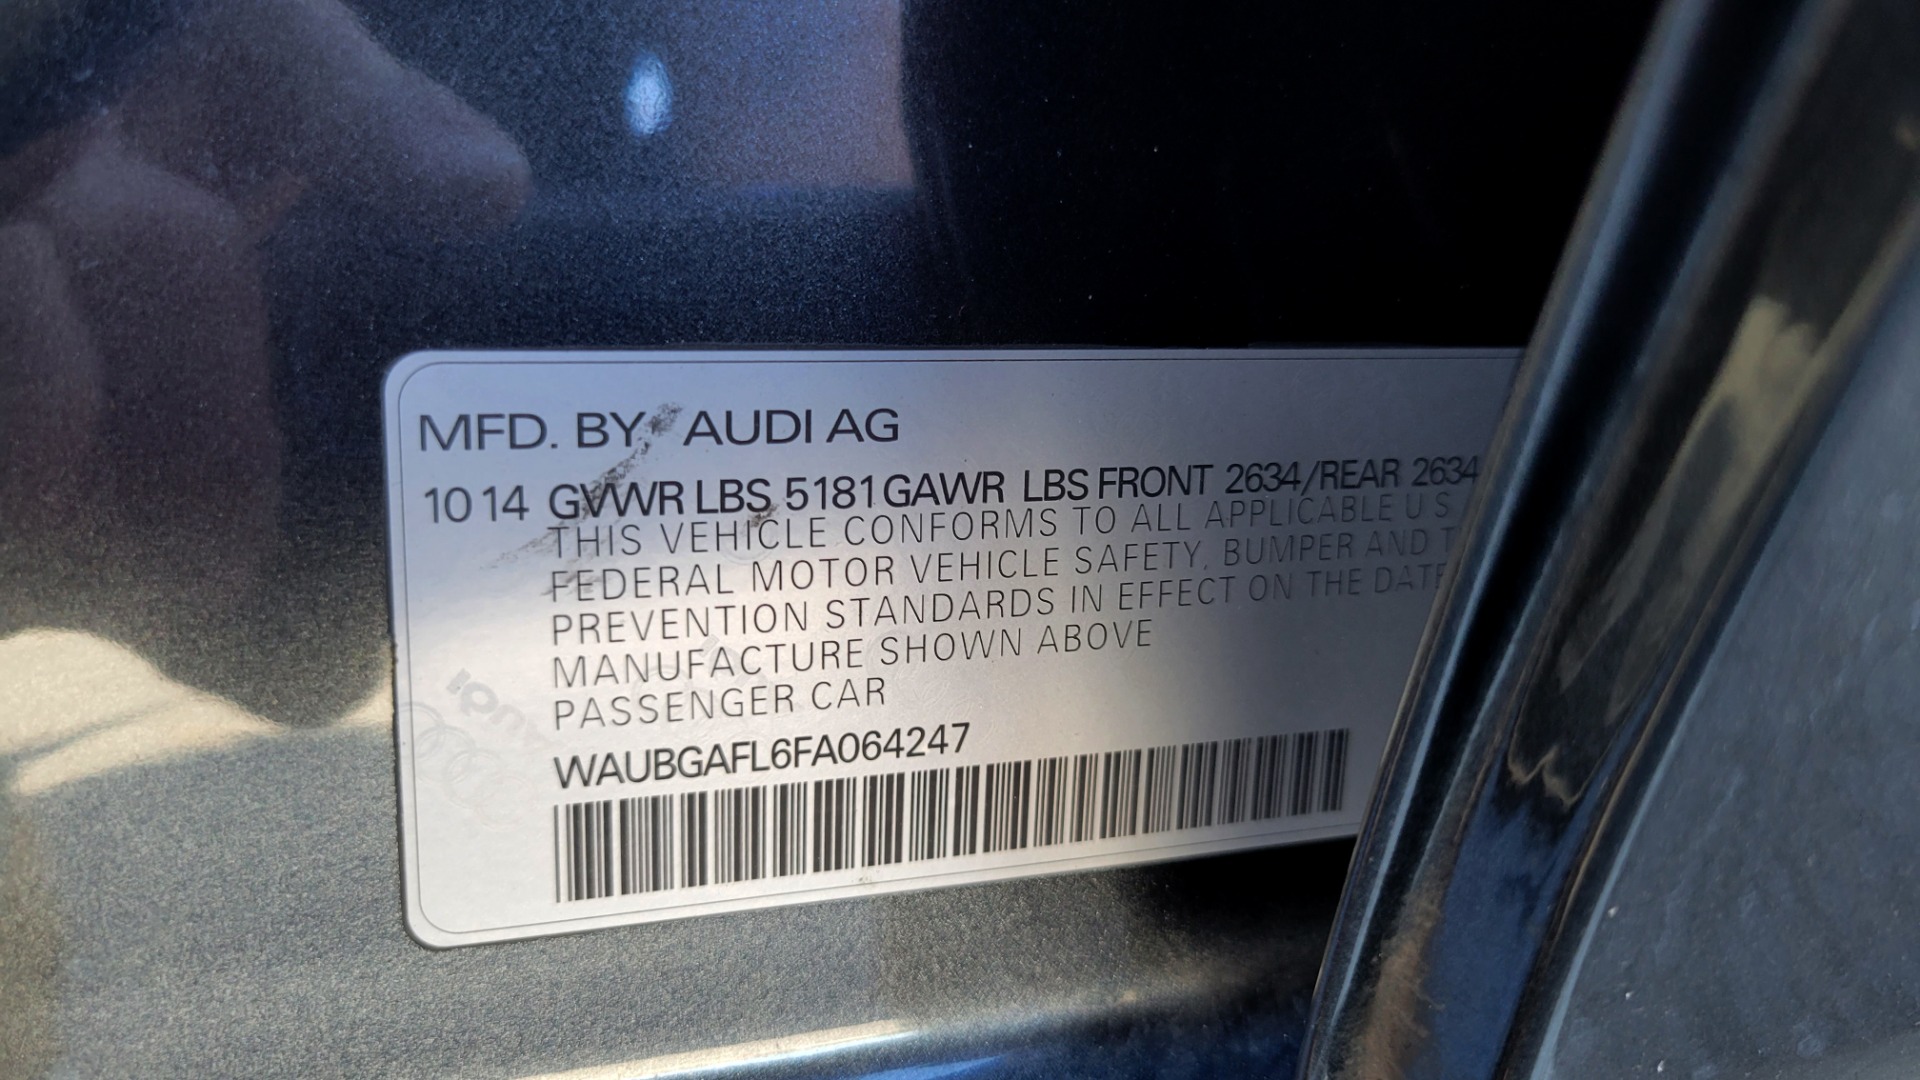 MFD. BY AUDI AG
10 14 GVWR LBS 5181 GAWR LBS FRONT 2634/REAR 2634
THIS VEHICLE CONFORMS TO ALL APPLICABLE U S
FEDERAL MOTOR VEHICLE SAFETY, BUMPER AND
PREVENTION STANDARDS IN EFFECT ON THE DATE
MANUFACTURE SHOWN ABOVE
PASSENGER CAR
Audi
WAUBGAFL6FA064247